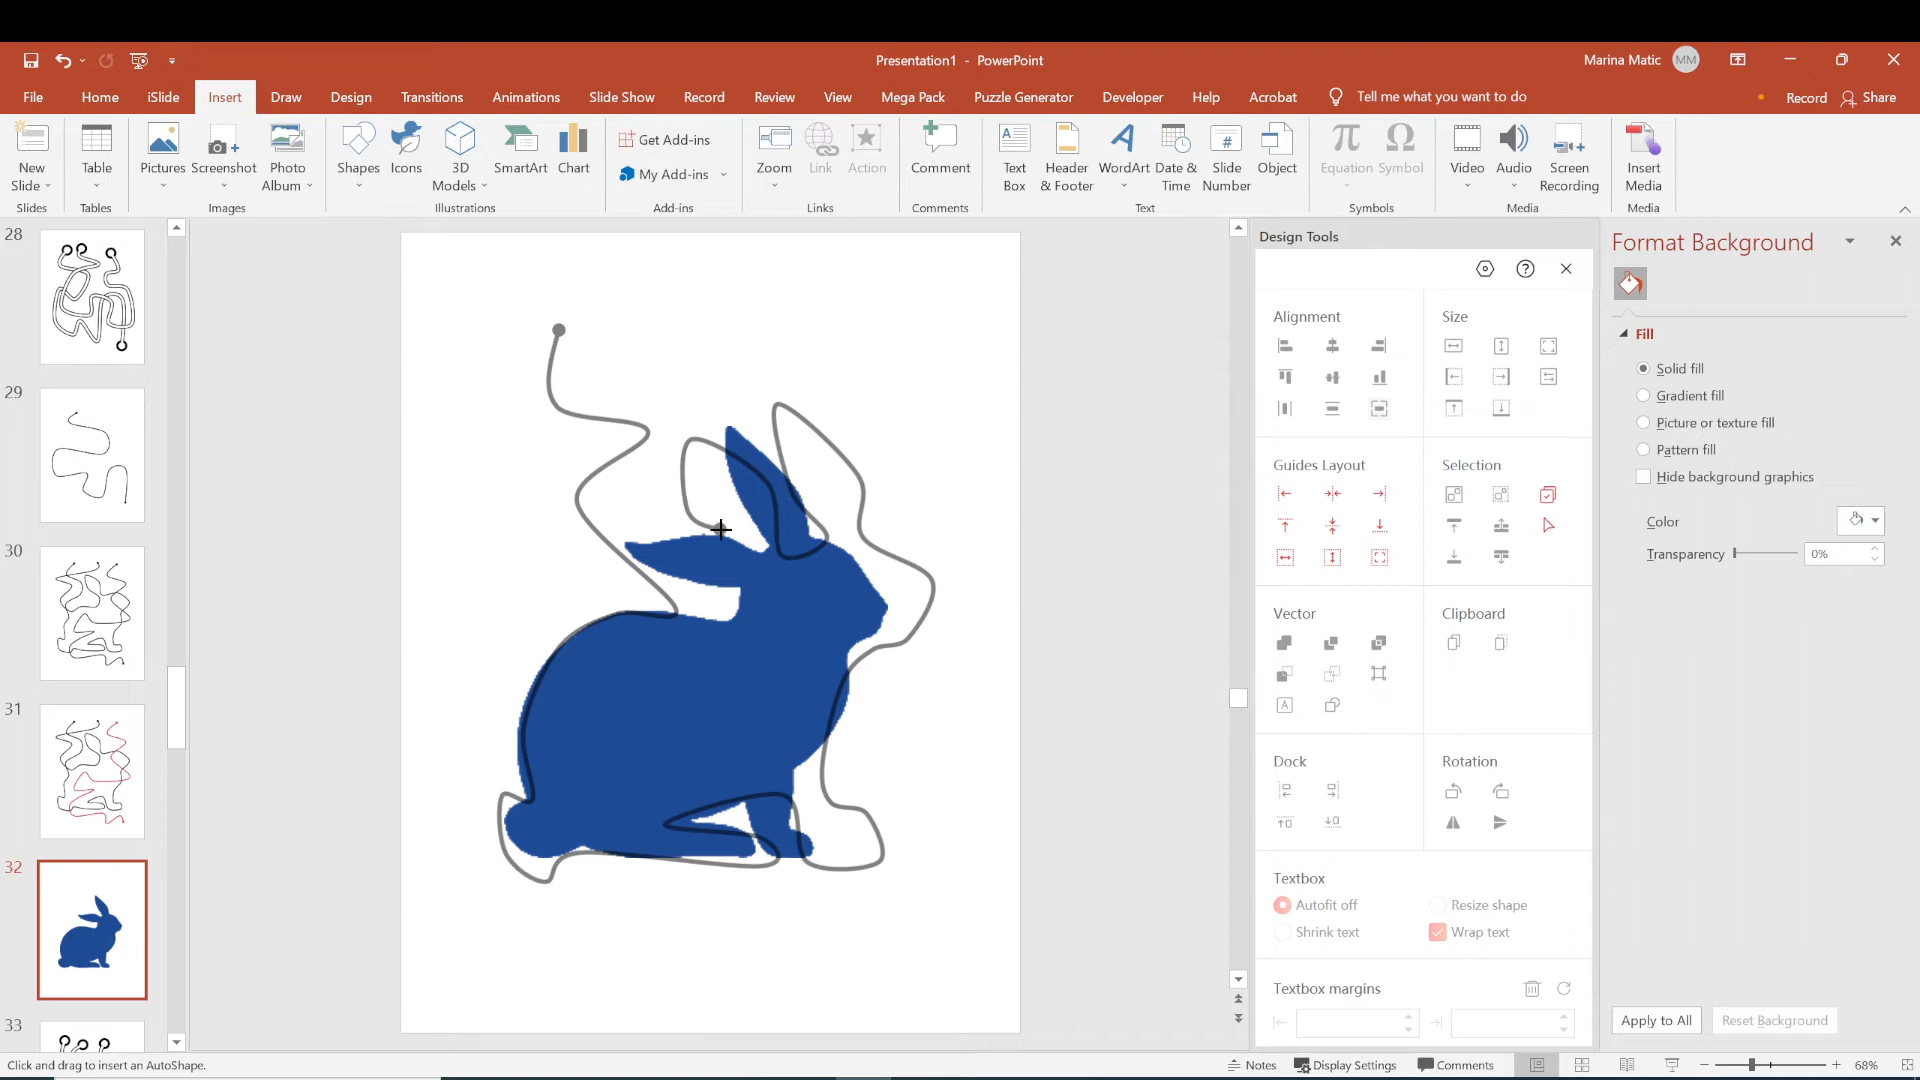 Presentation1 - PowerPoint
Marina Matic MM
File Home iSlide Insert Draw Design Transitions Animations Slide Show Record Review View Mega Pack Puzzle Generator Developer Help Acrobat Tell me what you want to do Record Share
New Slide
Table
Pictures Screenshot Photo Album
Shapes Icons 3D Models SmartArt Chart
Get Add-ins
My Add-ins
Zoom Link Action
Comment
Text Box Header & Footer WordArt Date & Time Slide Number Object
Equation Symbol
Video Audio Screen Recording
Insert Media
Slides Tables Images Illustrations Add-ins Links Comments Text Symbols Media Media
28
29
30
31
32
33
Design Tools
Alignment Size
Guides Layout Selection
Vector Clipboard
Dock Rotation
Textbox
Autofit off Resize shape
Shrink text Wrap text
Textbox margins
Format Background
Fill
Solid fill
Gradient fill
Picture or texture fill
Pattern fill
Hide background graphics
Color
Transparency 0%
Apply to All Reset Background
Click and drag to insert an AutoShape.
Notes Display Settings Comments 68%